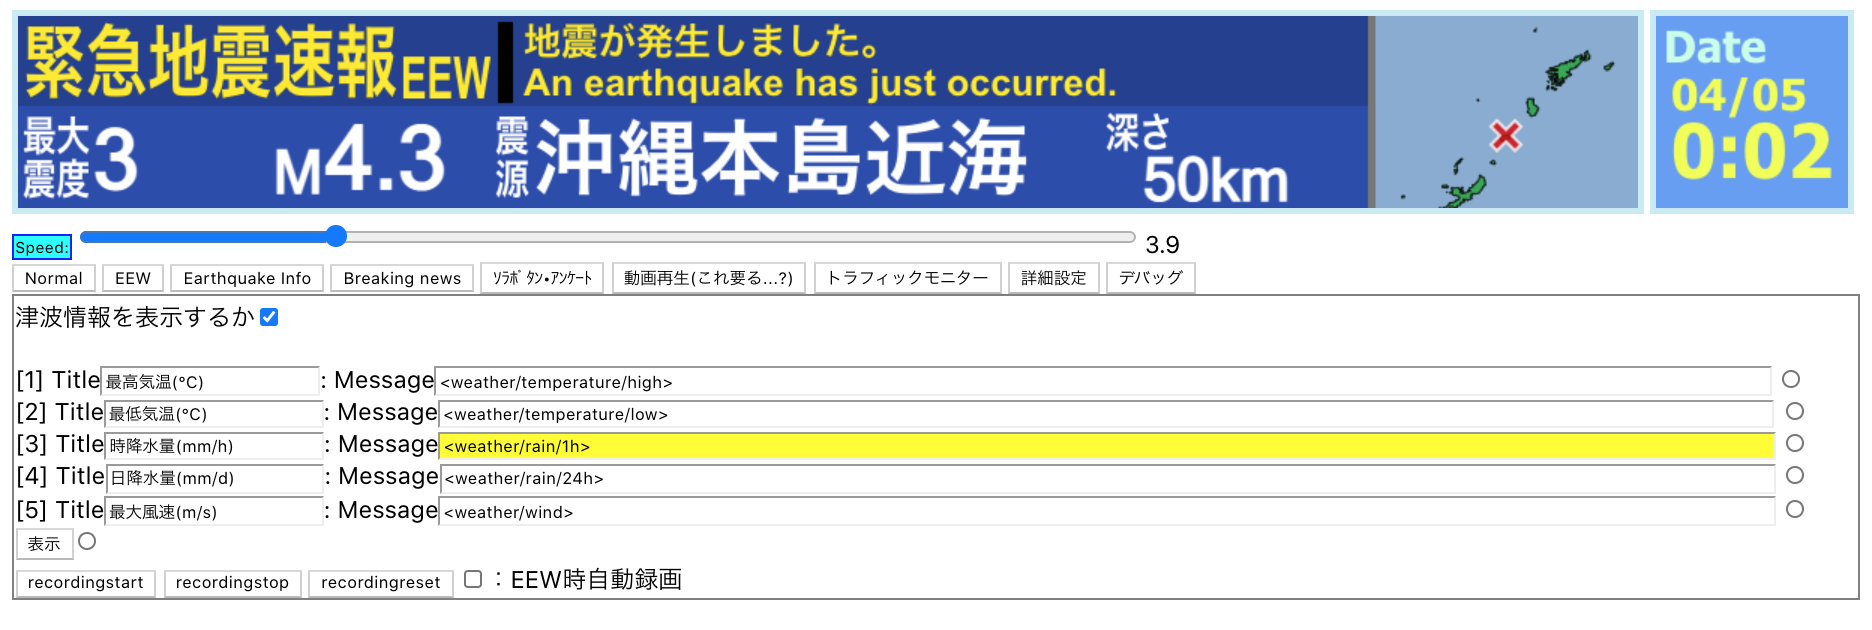 緊急地震速報EEW
地震が発生しました。
An earthquake has just occurred.
最大震度3
M4.3
震源 沖縄本島近海
深さ 50km
Date
04/05
0:02
Speed: 3.9
Normal EEW Earthquake Info Breaking news ｿﾗﾎﾞﾀﾝ・ｱﾝｹｰﾄ 動画再生(これ要る...?) トラフィックモニター 詳細設定 デバッグ
津波情報を表示するか
[1] Title 最高気温(℃) : Message <weather/temperature/high>
[2] Title 最低気温(℃) : Message <weather/temperature/low>
[3] Title 時降水量(mm/h) : Message <weather/rain/1h>
[4] Title 日降水量(mm/d) : Message <weather/rain/24h>
[5] Title 最大風速(m/s) : Message <weather/wind>
表示
recordingstart recordingstop recordingreset ：EEW時自動録画